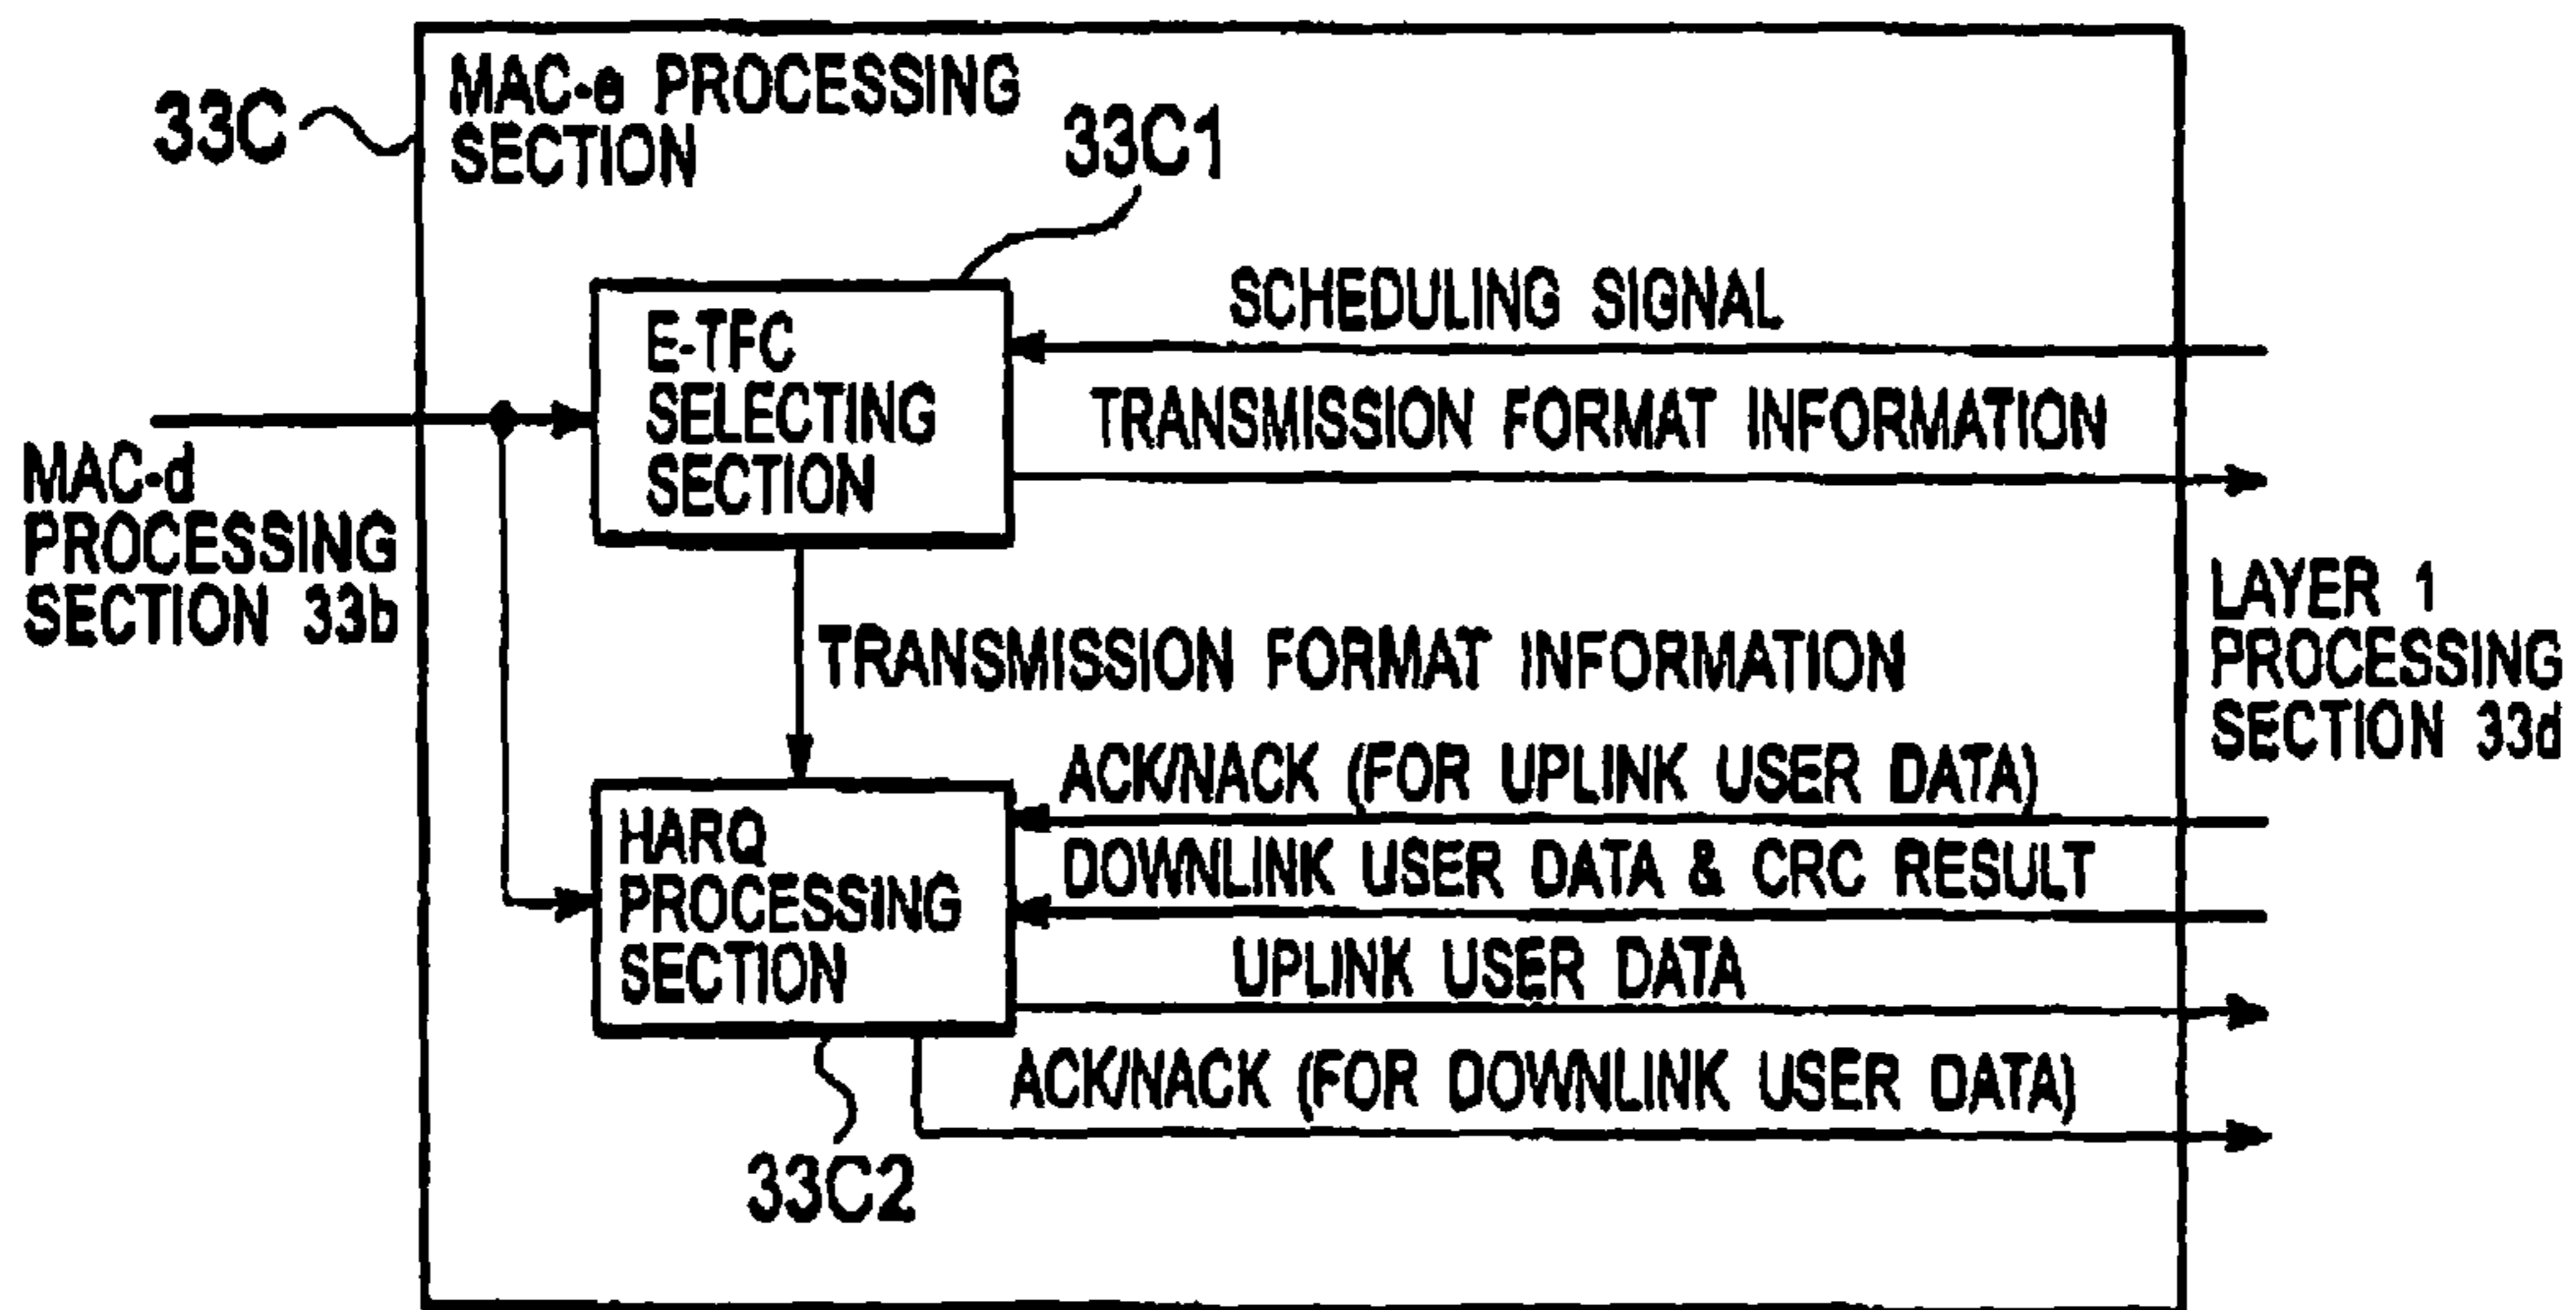 MAC-e PROCESSING
SECTION
33C
33C1
E-TFC
SELECTING
SECTION
SCHEDULING SIGNAL
TRANSMISSION FORMAT INFORMATION
MAC-d
PROCESSING
SECTION 33b
TRANSMISSION FORMAT INFORMATION
LAYER 1
PROCESSING
SECTION 33d
HARQ
PROCESSING
SECTION
ACK/NACK (FOR UPLINK USER DATA)
DOWNLINK USER DATA & CRC RESULT
UPLINK USER DATA
ACK/NACK (FOR DOWNLINK USER DATA)
33C2